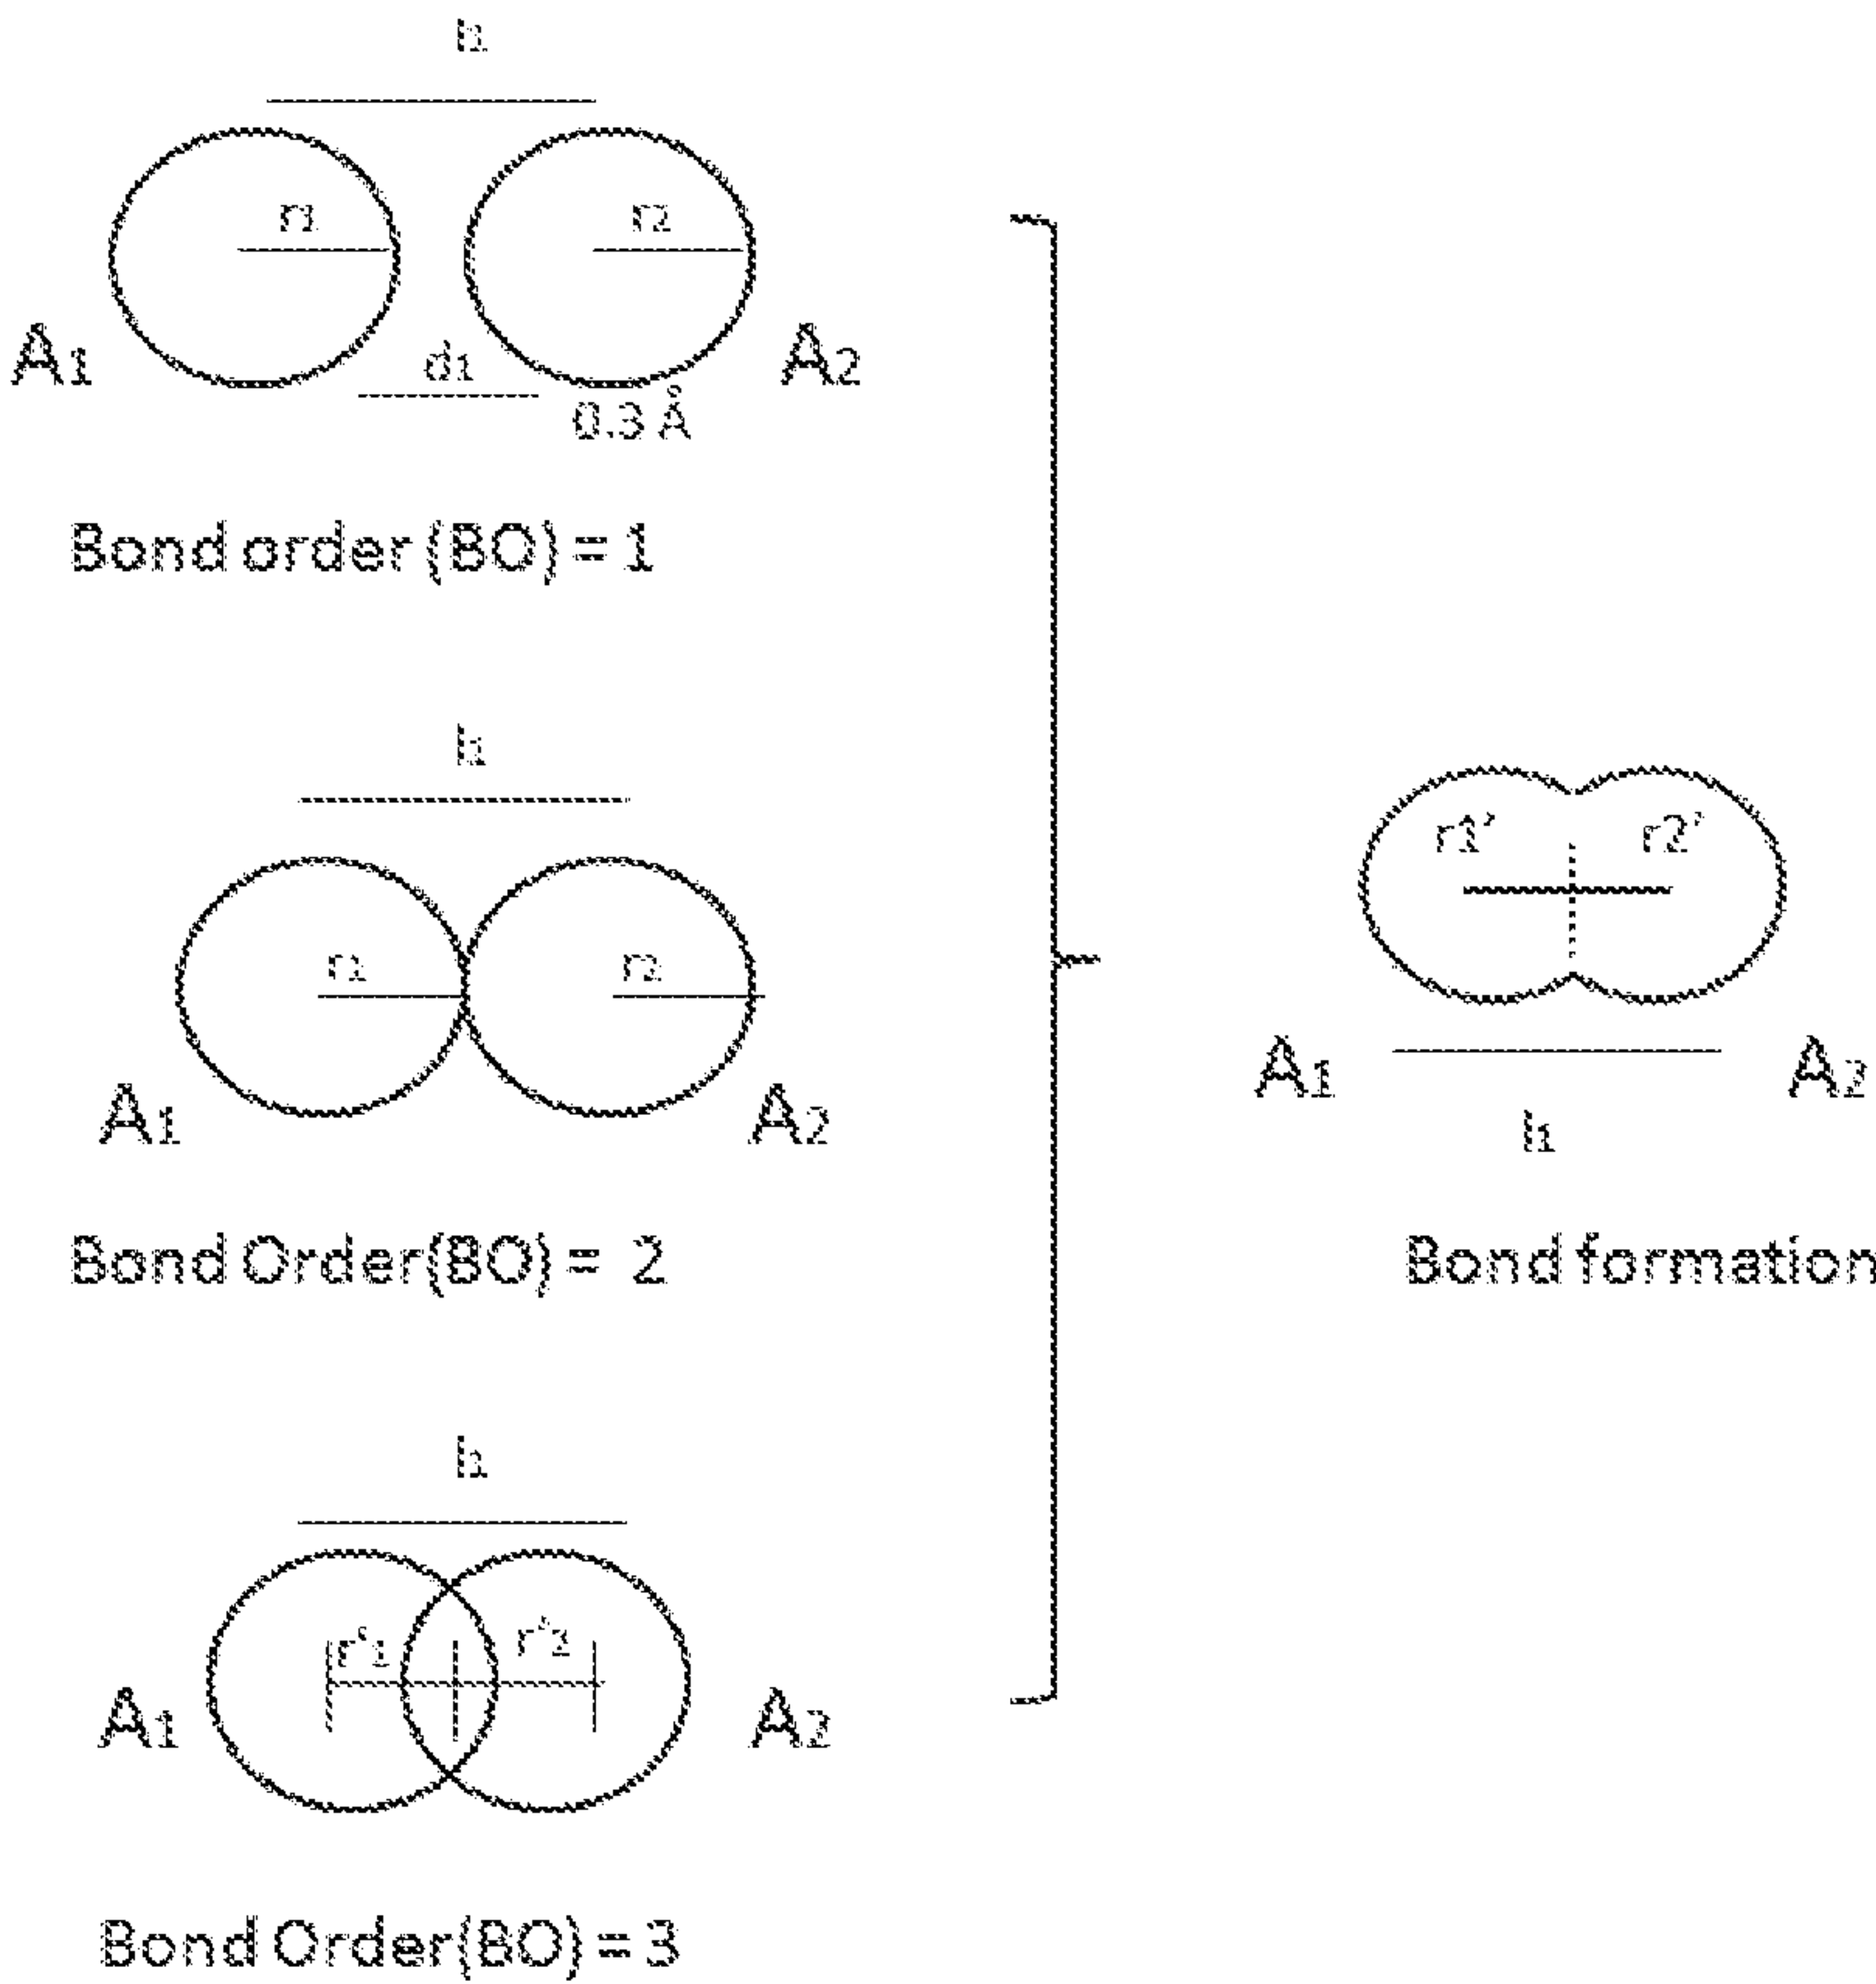 l1
r1
r2
A1
d1
A2
0.3 Å
Bond order (BO) = 1
l1
r1
r2
A1
A2
Bond Order(BO) = 2
l1
r'1
r'2
A1
A2
Bond Order(BO) = 3
r1'
r2'
A1
A2
l1
Bond formation